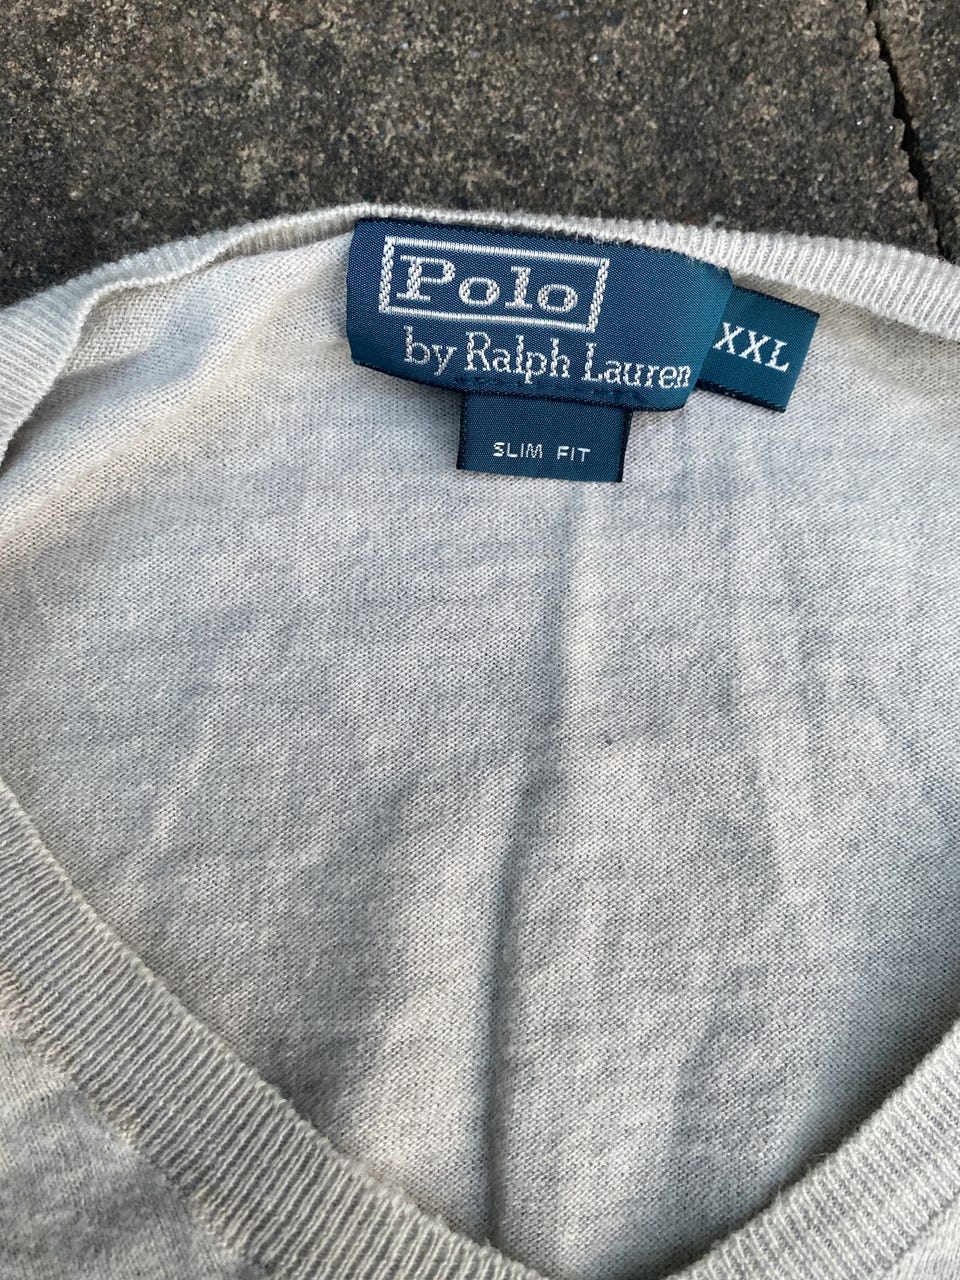 Polo
by Ralph Lauren
XXL
SLIM FIT